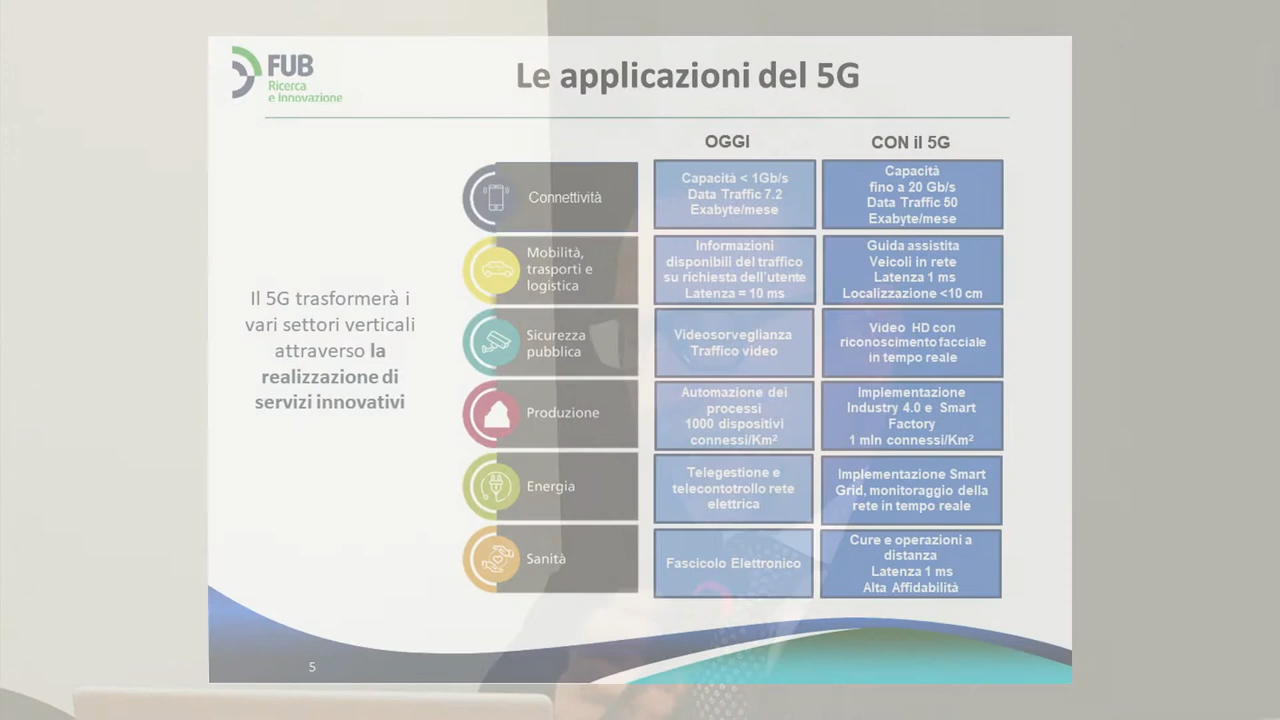 FUB
Ricerca
e Innovazione
Le applicazioni del 5G
OGGI
CON il 5G
Connettività
Capacità < 1Gb/s
Data Traffic 7.2
Exabyte/mese
Capacità
fino a 20 Gb/s
Data Traffic 50
Exabyte/mese
Mobilità,
trasporti e
logistica
Informazioni
disponibili del traffico
su richiesta dell'utente
Latenza = 10 ms
Guida assistita
Veicoli in rete
Latenza 1 ms
Localizzazione <10 cm
Il 5G trasformerà i
vari settori verticali
attraverso la
realizzazione di
servizi innovativi
Sicurezza
pubblica
Videosorveglianza
Traffico video
Video HD con
riconoscimento facciale
in tempo reale
Produzione
Automazione dei
processi
1000 dispositivi
connessi/Km²
Implementazione
Industry 4.0 e Smart
Factory
1 mln connessi/Km²
Energia
Telegestione e
telecontotrollo rete
elettrica
Implementazione Smart
Grid, monitoraggio della
rete in tempo reale
Sanità
Fascicolo Elettronico
Cure e operazioni a
distanza
Latenza 1 ms
Alta Affidabilità
5